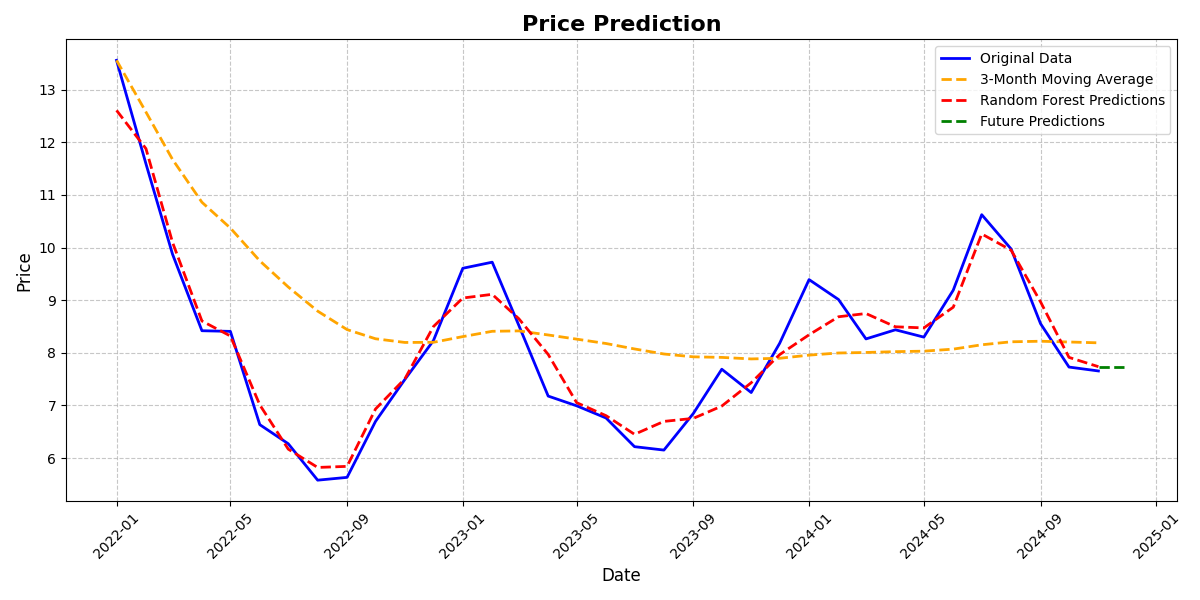 Price Prediction
Original Data
3-Month Moving Average
Random Forest Predictions
Future Predictions
Price
13
12
11
10
9
8
7
6
2022-01
2022-05
2022-09
2023-01
2023-05
2023-09
2024-01
2024-05
2024-09
2025-01
Date